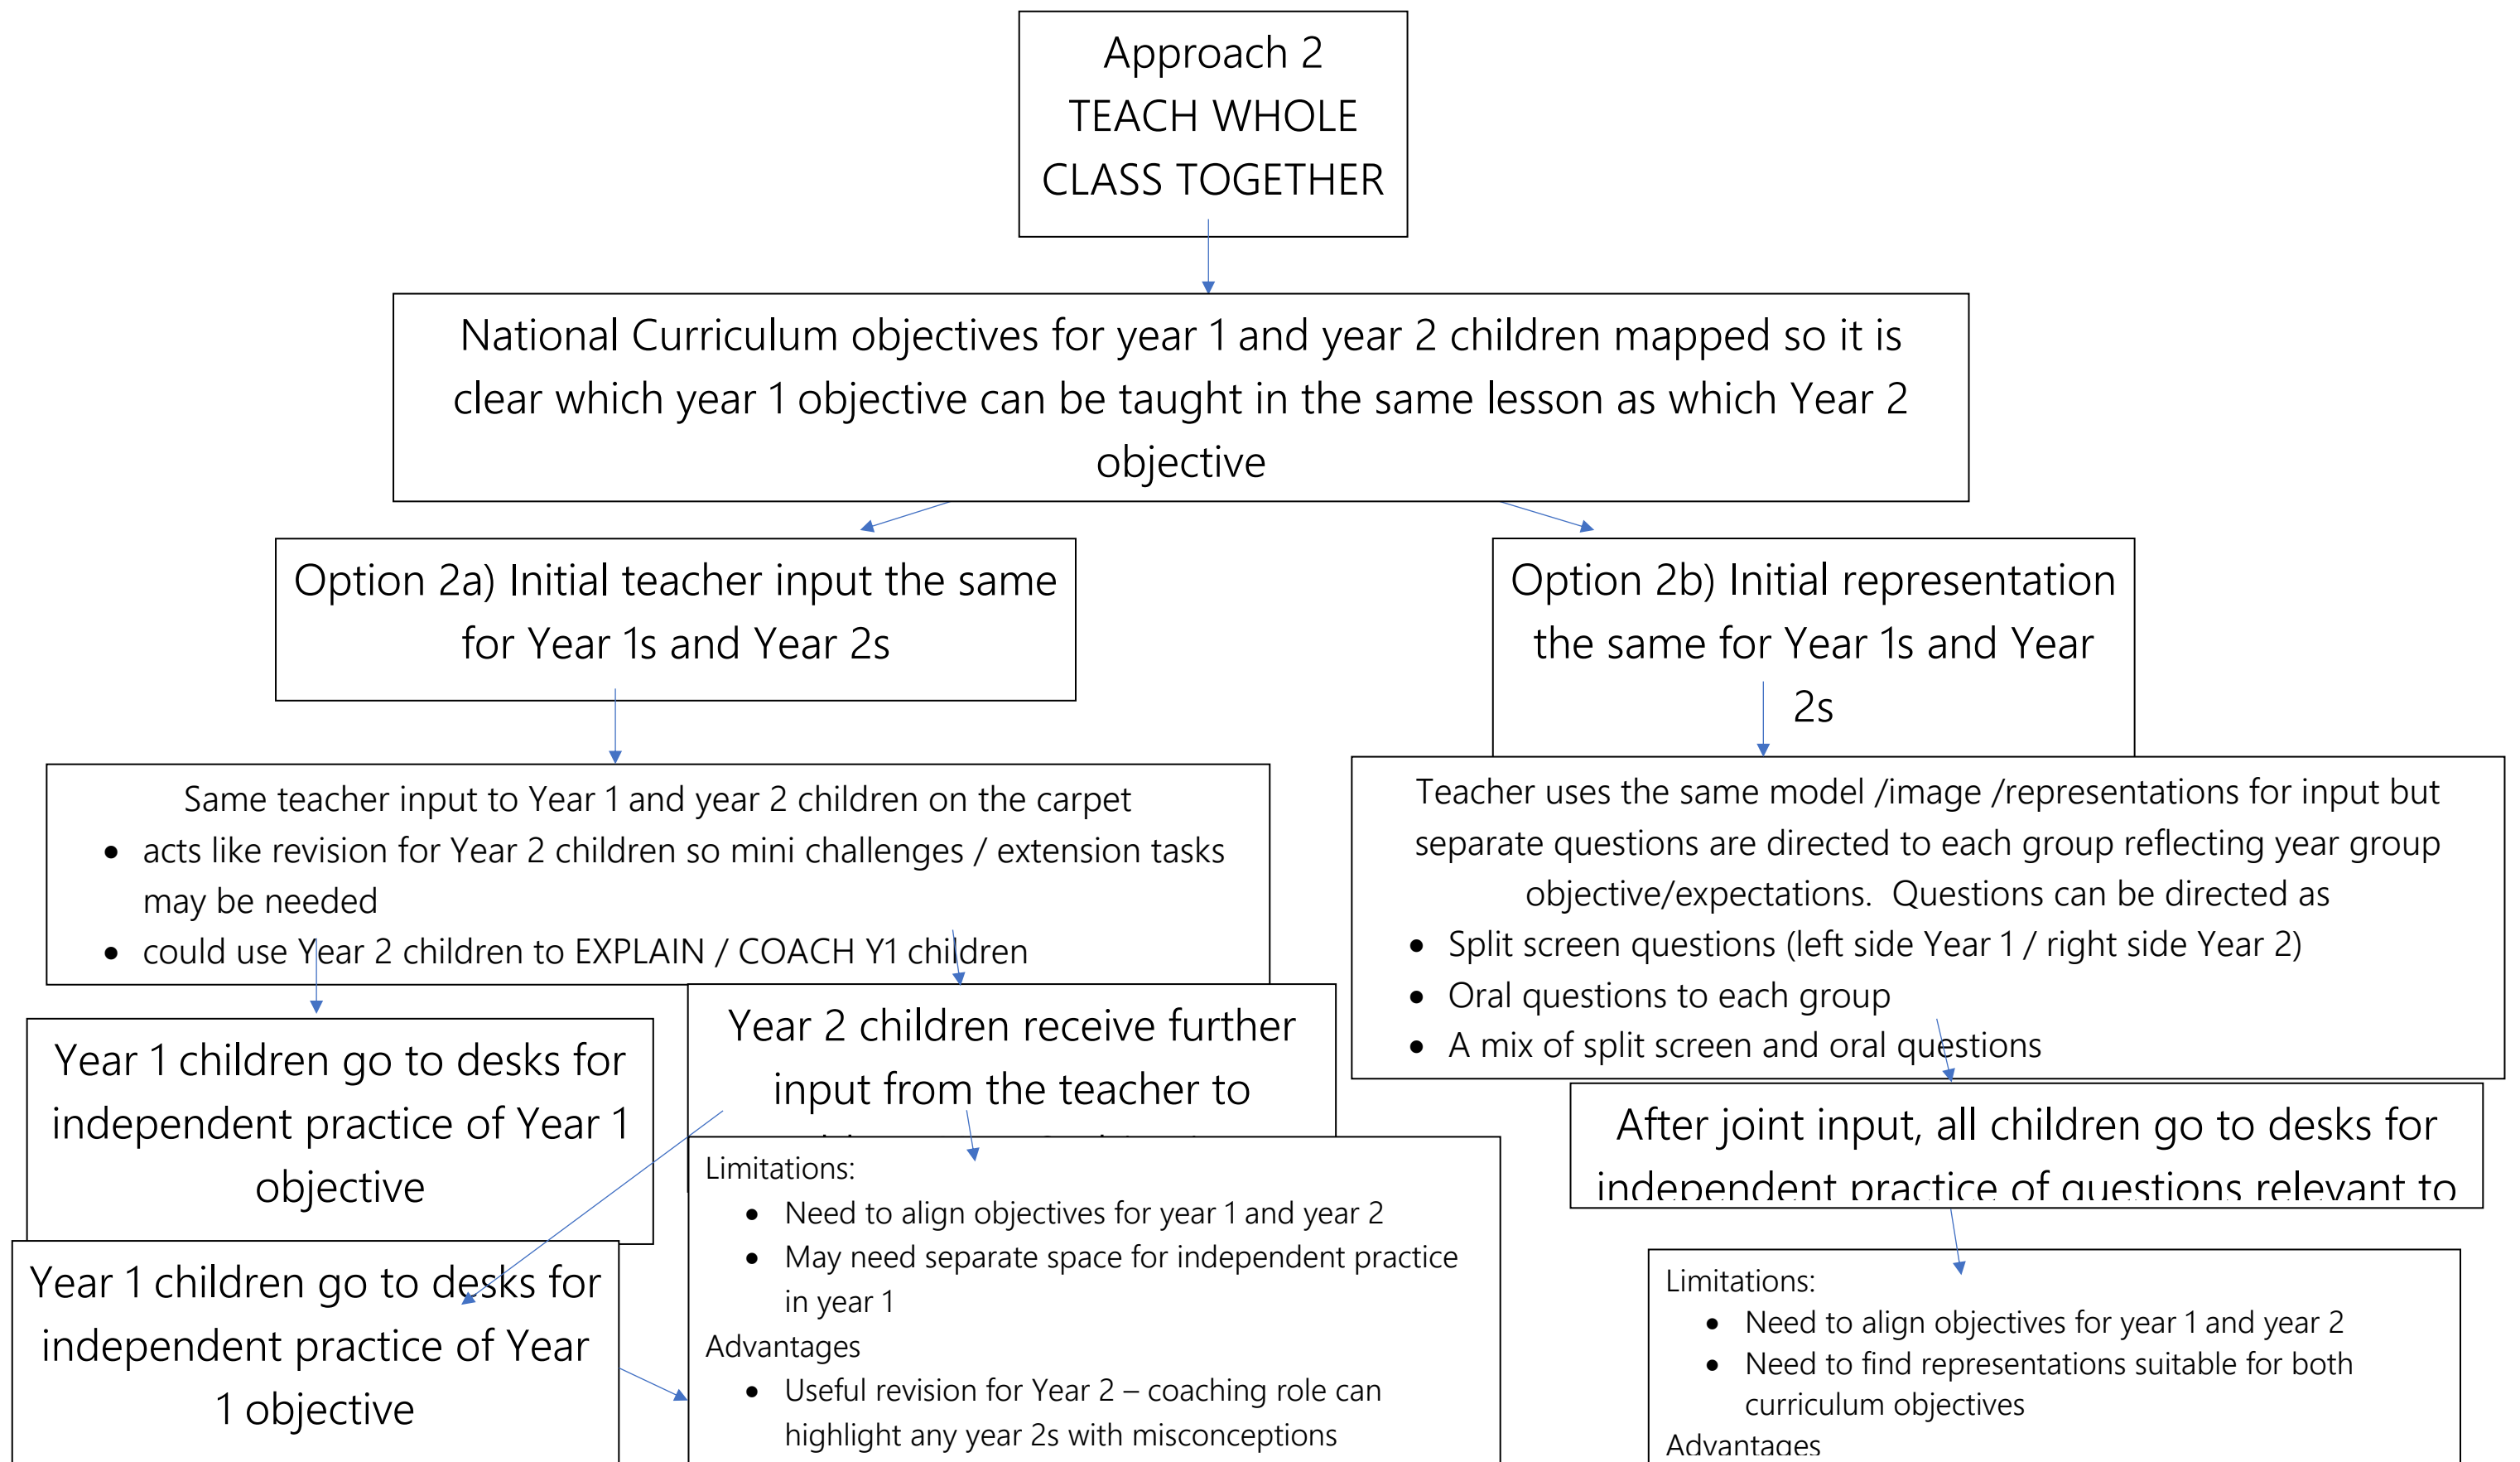 Approach 2
TEACH WHOLE
CLASS TOGETHER
National Curriculum objectives for year 1 and year 2 children mapped so it is
clear which year 1 objective can be taught in the same lesson as which Year 2
objective
Option 2a) Initial teacher input the same
for Year 1s and Year 2s
Option 2b) Initial representation
the same for Year 1s and Year
2s
Same teacher input to Year 1 and year 2 children on the carpet
• acts like revision for Year 2 children so mini challenges / extension tasks
may be needed
• could use Year 2 children to EXPLAIN / COACH Y1 children
Teacher uses the same model /image /representations for input but
separate questions are directed to each group reflecting year group
objective/expectations. Questions can be directed as
• Split screen questions (left side Year 1 / right side Year 2)
• Oral questions to each group
• A mix of split screen and oral questions
Year 1 children go to desks for
independent practice of Year 1
objective
Year 2 children receive further
input from the teacher to
After joint input, all children go to desks for
independent practice of questions relevant to
Year 1 children go to desks for
independent practice of Year
1 objective
Limitations:
• Need to align objectives for year 1 and year 2
• May need separate space for independent practice
in year 1
Advantages
• Useful revision for Year 2 – coaching role can
highlight any year 2s with misconceptions
Limitations:
• Need to align objectives for year 1 and year 2
• Need to find representations suitable for both
curriculum objectives
Advantages